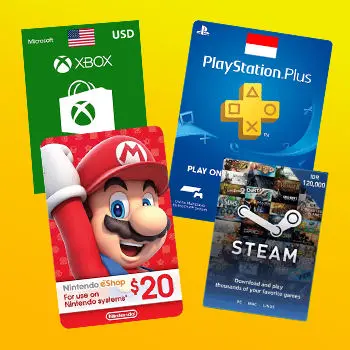 Microsoft
USD
XBOX
PlayStation.Plus
PLAY ON
Nintendo eShop
For use on
Nintendo systems*
$20
Nintendo
IDR
120,000
STEAM
Download and play
thousands of your favorite games
PC MAC LINUX